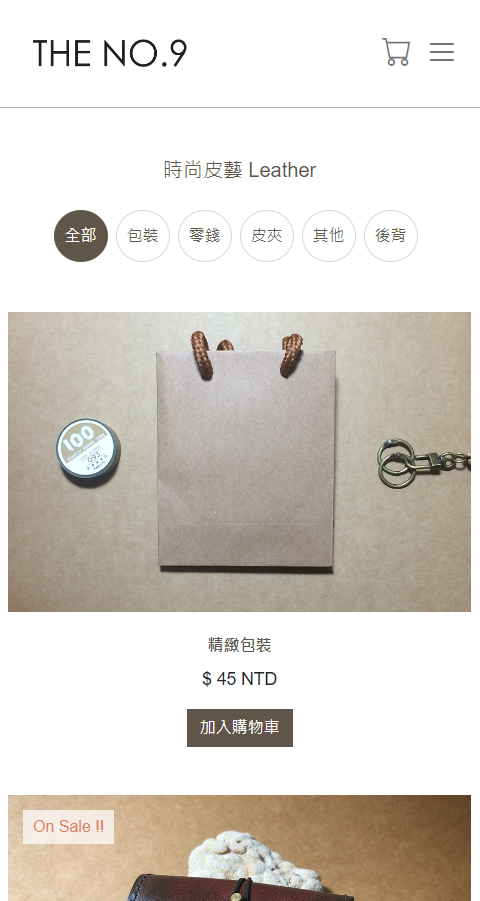 THE NO.9
時尚皮藝 Leather
全部
包裝
零錢
皮夾
其他
後背
100
093
精緻包裝
$ 45 NTD
加入購物車
On Sale !!